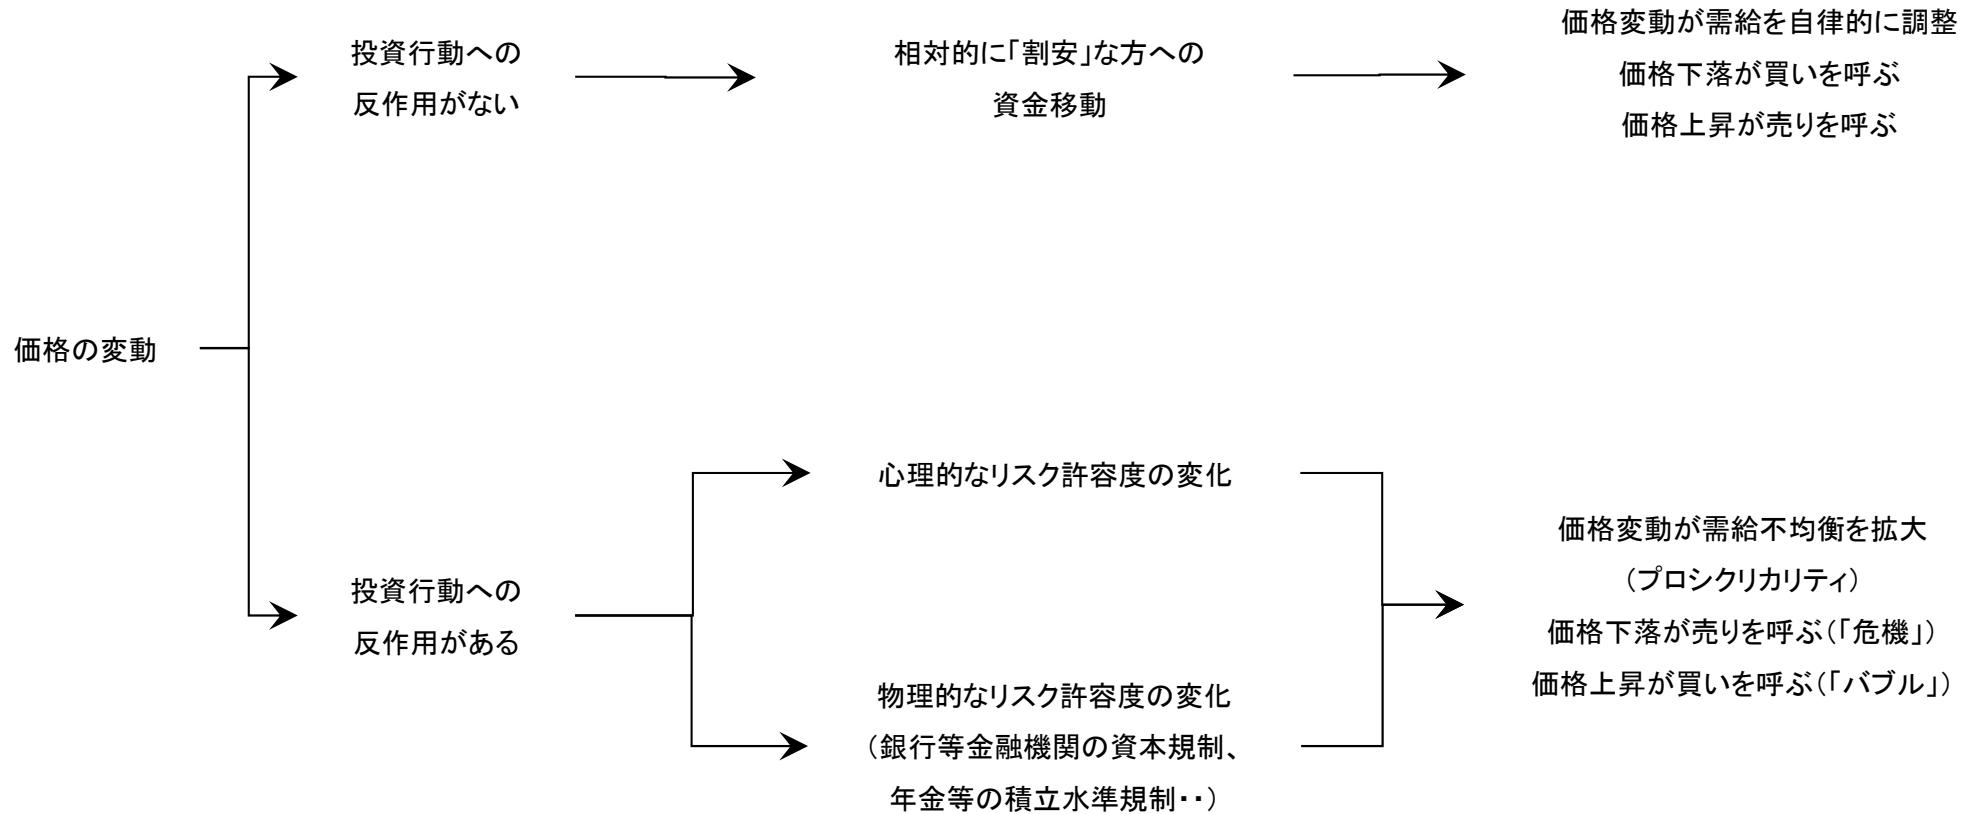 価格の変動
投資行動への
反作用がない
相対的に「割安」な方への
資金移動
価格変動が需給を自律的に調整
価格下落が買いを呼ぶ
価格上昇が売りを呼ぶ
投資行動への
反作用がある
心理的なリスク許容度の変化
物理的なリスク許容度の変化
（銀行等金融機関の資本規制、
年金等の積立水準規制・・）
価格変動が需給不均衡を拡大
（プロシクリカリティ）
価格下落が売りを呼ぶ（「危機」）
価格上昇が買いを呼ぶ（「バブル」）